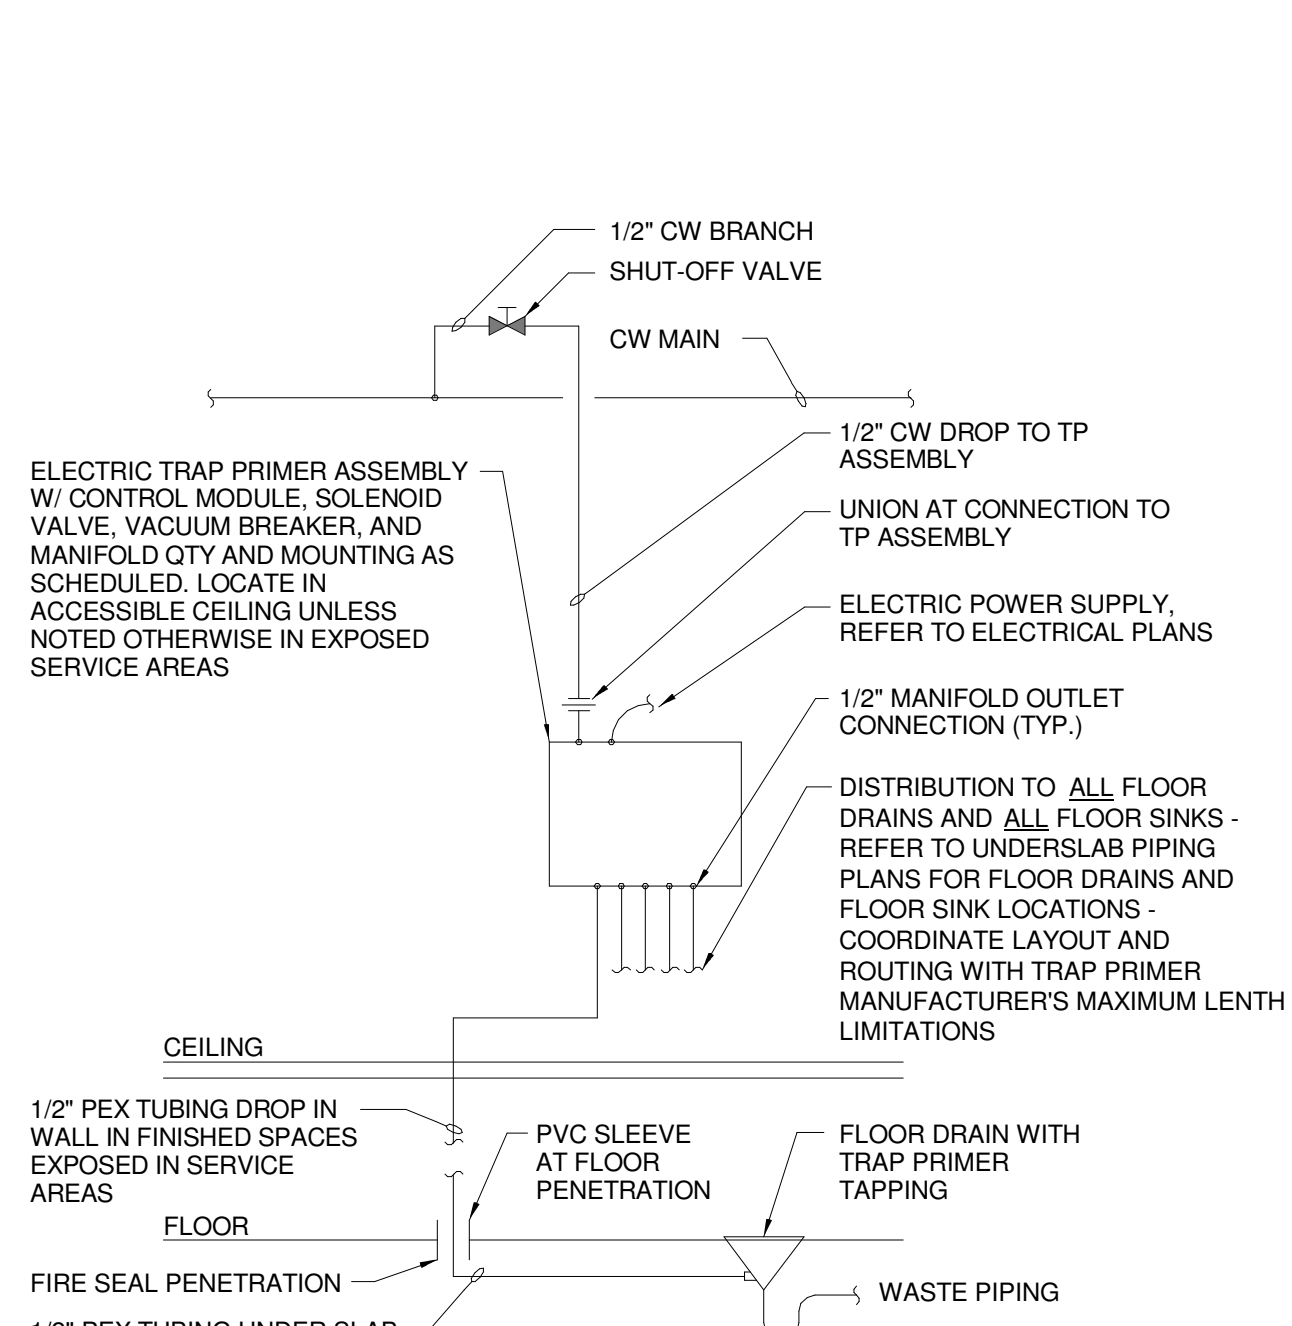 1/2" CW BRANCH
SHUT-OFF VALVE
CW MAIN
1/2" CW DROP TO TP
ASSEMBLY
ELECTRIC TRAP PRIMER ASSEMBLY
W/ CONTROL MODULE, SOLENOID
VALVE, VACUUM BREAKER, AND
MANIFOLD QTY AND MOUNTING AS
SCHEDULED. LOCATE IN
ACCESSIBLE CEILING UNLESS
NOTED OTHERWISE IN EXPOSED
SERVICE AREAS
UNION AT CONNECTION TO
TP ASSEMBLY
ELECTRIC POWER SUPPLY,
REFER TO ELECTRICAL PLANS
1/2" MANIFOLD OUTLET
CONNECTION (TYP.)
DISTRIBUTION TO ALL FLOOR
DRAINS AND ALL FLOOR SINKS -
REFER TO UNDERSLAB PIPING
PLANS FOR FLOOR DRAINS AND
FLOOR SINK LOCATIONS -
COORDINATE LAYOUT AND
ROUTING WITH TRAP PRIMER
MANUFACTURER'S MAXIMUM LENTH
LIMITATIONS
CEILING
1/2" PEX TUBING DROP IN
WALL IN FINISHED SPACES
EXPOSED IN SERVICE
AREAS
PVC SLEEVE
AT FLOOR
PENETRATION
FLOOR DRAIN WITH
TRAP PRIMER
TAPPING
FLOOR
FIRE SEAL PENETRATION
WASTE PIPING
1/2" PEX TUBING UNDER SLAB